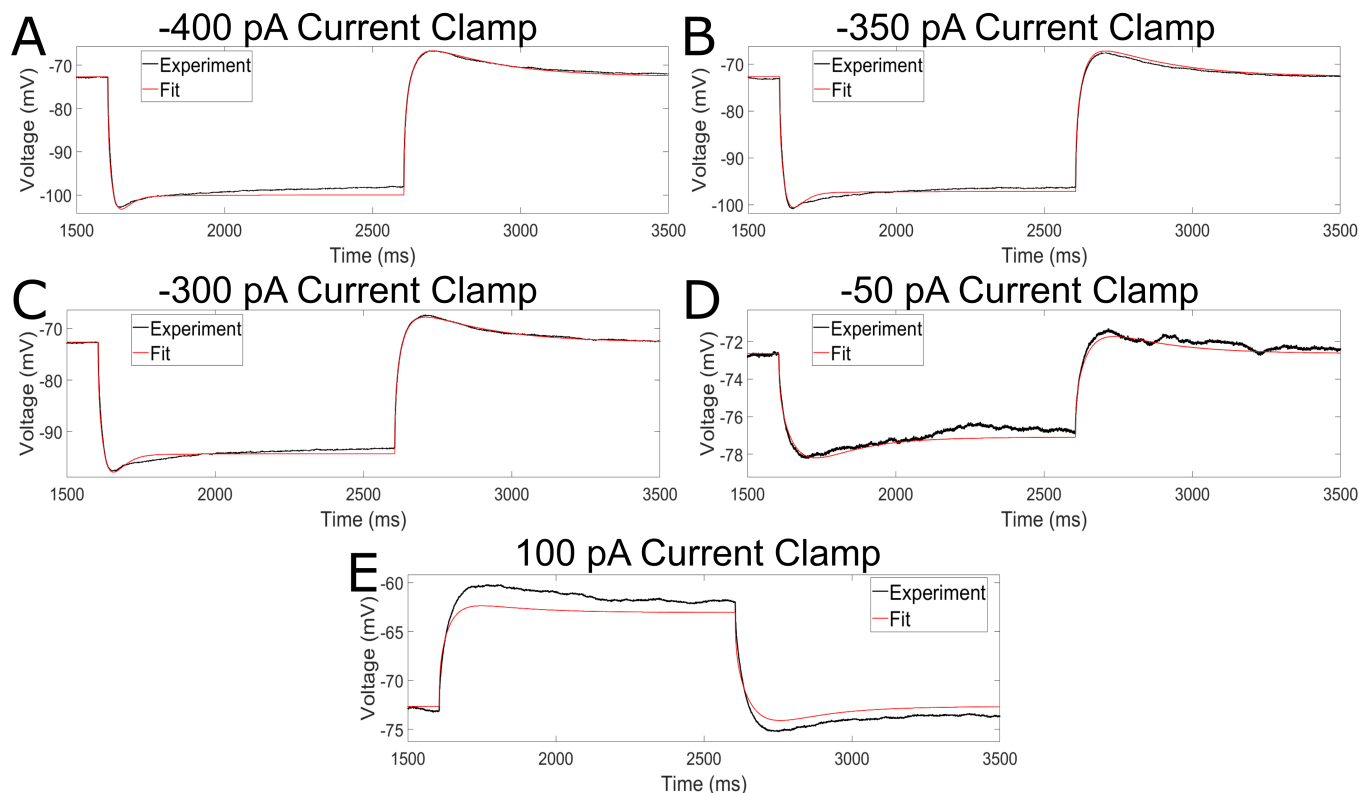 A
-400 pA Current Clamp
Experiment
Fit
Voltage (mV)
-70
-80
-90
-100
1500
2000
2500
3000
3500
Time (ms)
B
-350 pA Current Clamp
Experiment
Fit
Voltage (mV)
-70
-80
-90
-100
1500
2000
2500
3000
3500
Time (ms)
C
-300 pA Current Clamp
Experiment
Fit
Voltage (mV)
-70
-80
-90
1500
2000
2500
3000
3500
Time (ms)
D
-50 pA Current Clamp
Experiment
Fit
Voltage (mV)
-72
-74
-76
-78
1500
2000
2500
3000
3500
Time (ms)
E
100 pA Current Clamp
Experiment
Fit
Voltage (mV)
-60
-65
-70
-75
1500
2000
2500
3000
3500
Time (ms)